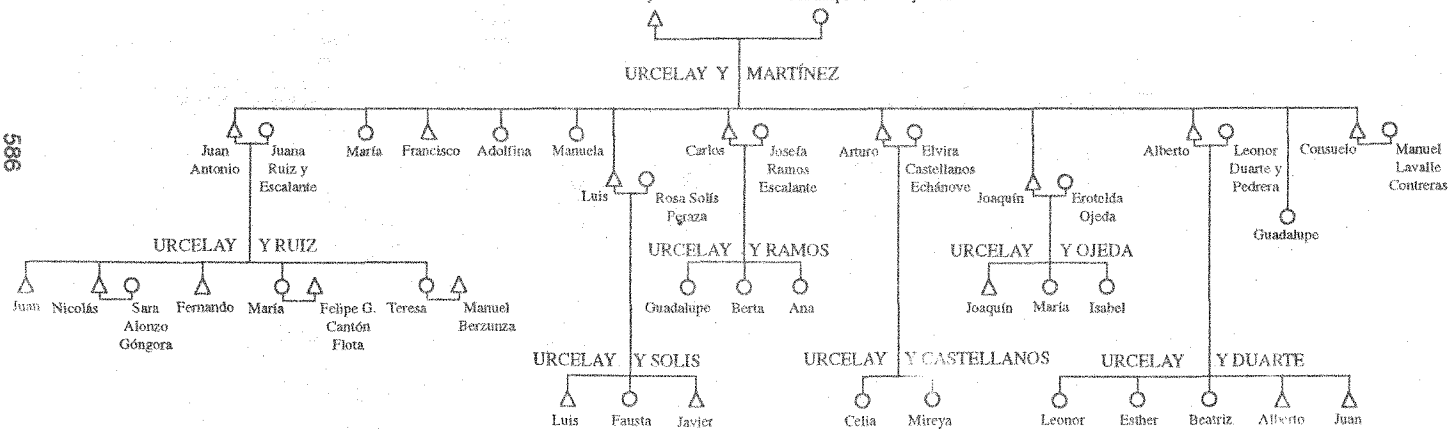 586
URCELAY Y MARTÍNEZ
Juan
Antonio
Juana
Ruiz y
Escalante
María
Francisco
Adolfina
Manuela
Luis
Rosa Solís
Peraza
Carlos
Josefa
Ramos
Escalante
Arturo
Elvira
Castellanos
Echánove
Joaquín
Erotelda
Ojeda
Alberto
Leonor
Duarte y
Pedrera
Guadalupe
Consuelo
Manuel
Lavalle
Contreras
URCELAY Y RUIZ
Juan
Nicolás
Sara
Alonzo
Góngora
Fernando
María
Felipe G.
Cantón
Flota
Teresa
Manuel
Berzunza
URCELAY Y RAMOS
Guadalupe
Berta
Ana
URCELAY Y OJEDA
Joaquín
María
Isabel
URCELAY Y SOLIS
Luis
Fausta
Javier
URCELAY Y CASTELLANOS
Celia
Mireya
URCELAY Y DUARTE
Leonor
Esther
Beatriz
Alberto
Juan